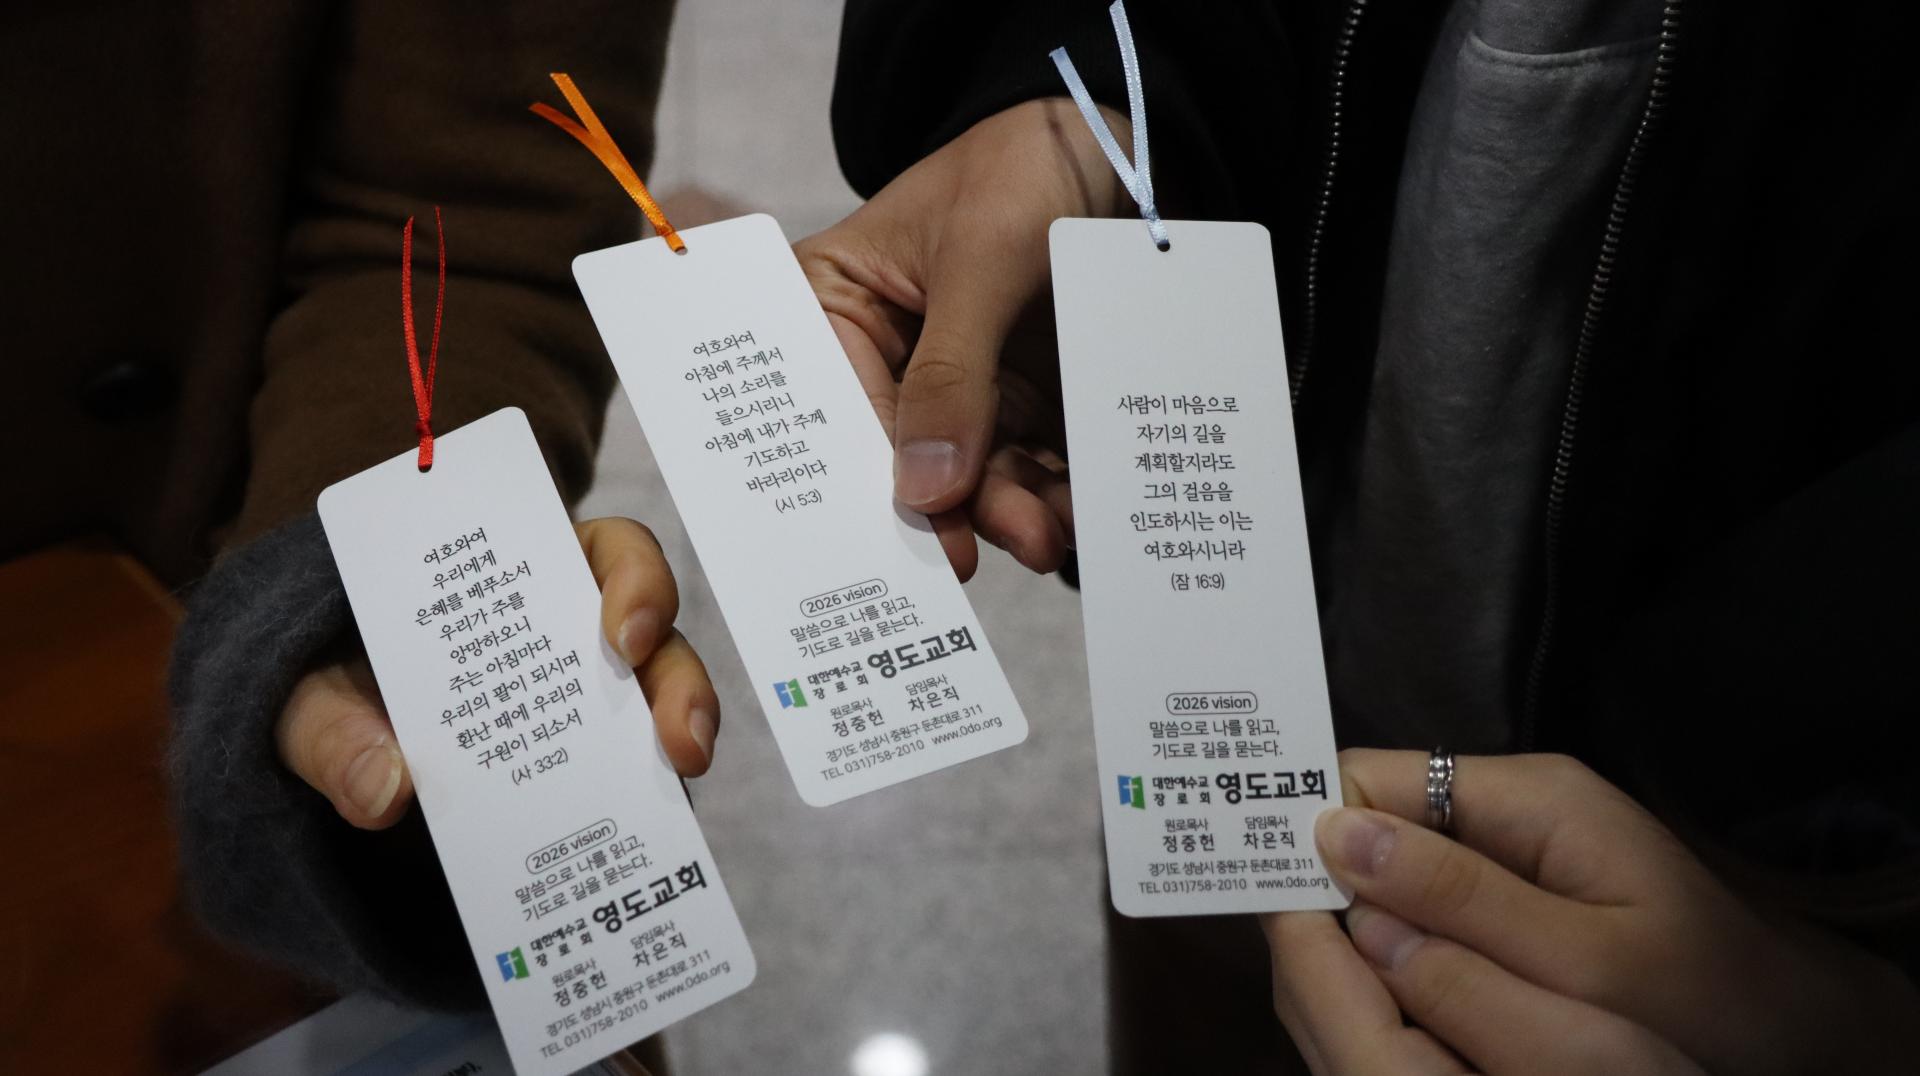 여호와여
우리에게
은혜를 베푸소서
우리가 주를
앙망하오니
주는 아침마다
우리의 팔이 되시며
환난 때에 우리의
구원이 되소서
(사 33:2)
2026 vision
말씀으로 나를 읽고,
기도로 길을 묻는다.
대한예수교
장 로 회
영도교회
원로목사 담임목사
정중헌 차은직
경기도 성남시 중원구 둔촌대로 311
TEL 031)758-2010 www.0do.org
여호와여
아침에 주께서
나의 소리를
들으시리니
아침에 내가 주께
기도하고
바라리이다
(시 5:3)
2026 vision
말씀으로 나를 읽고,
기도로 길을 묻는다.
대한예수교
장 로 회
영도교회
원로목사 담임목사
정중헌 차은직
경기도 성남시 중원구 둔촌대로 311
TEL 031)758-2010 www.0do.org
사람이 마음으로
자기의 길을
계획할지라도
그의 걸음을
인도하시는 이는
여호와시니라
(잠 16:9)
2026 vision
말씀으로 나를 읽고,
기도로 길을 묻는다.
대한예수교
장 로 회
영도교회
원로목사 담임목사
정중헌 차은직
경기도 성남시 중원구 둔촌대로 311
TEL 031)758-2010 www.0do.org